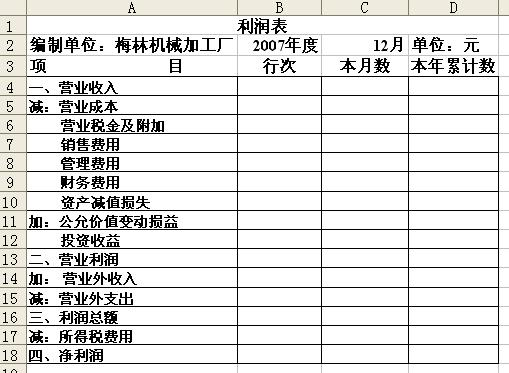 A B C D
1 利润表
2 编制单位：梅林机械加工厂 2007年度 12月 单位：元
3 项 目 行次 本月数 本年累计数
4 一、营业收入
5 减：营业成本
6 营业税金及附加
7 销售费用
8 管理费用
9 财务费用
10 资产减值损失
11 加：公允价值变动损益
12 投资收益
13 二、营业利润
14 加： 营业外收入
15 减：营业外支出
16 三、利润总额
17 减：所得税费用
18 四、净利润